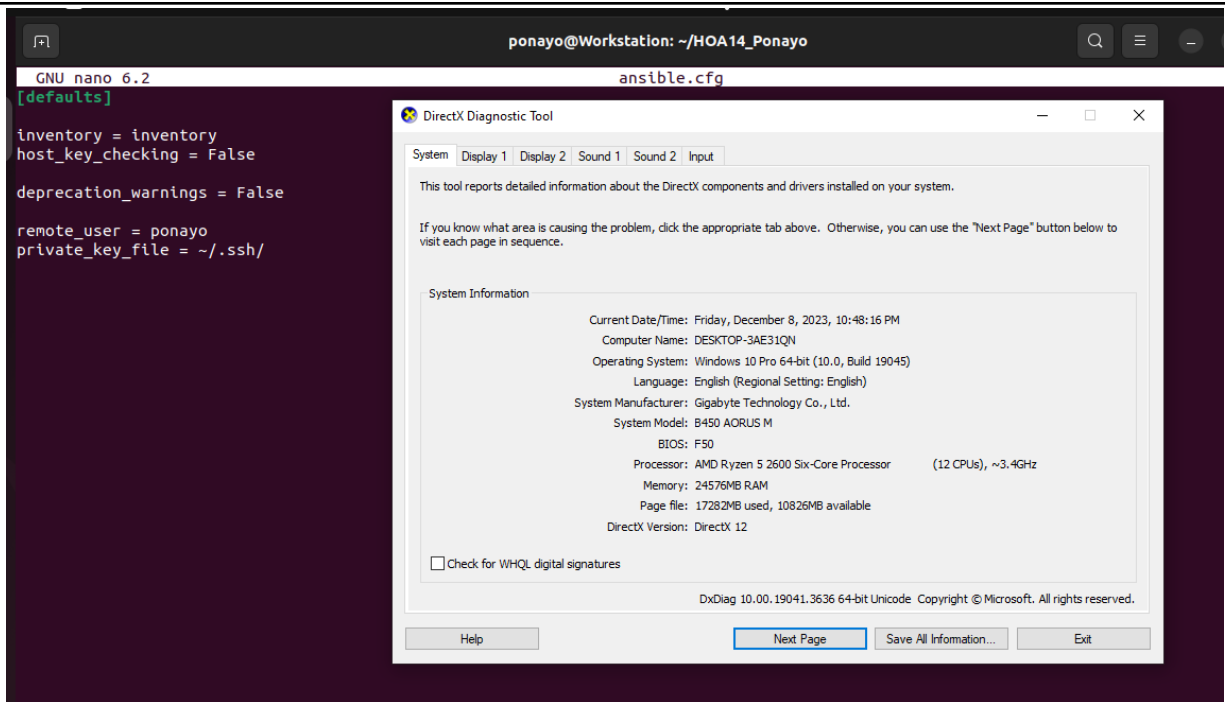 ponayo@Workstation: ~/HOA14_Ponayo
GNU nano 6.2 ansible.cfg
[defaults]
inventory = inventory
host_key_checking = False
deprecation_warnings = False
remote_user = ponayo
private_key_file = ~/.ssh/
DirectX Diagnostic Tool
System Display 1 Display 2 Sound 1 Sound 2 Input
This tool reports detailed information about the DirectX components and drivers installed on your system.
If you know what area is causing the problem, click the appropriate tab above. Otherwise, you can use the "Next Page" button below to
visit each page in sequence.
System Information
Current Date/Time: Friday, December 8, 2023, 10:48:16 PM
Computer Name: DESKTOP-3AE31QN
Operating System: Windows 10 Pro 64-bit (10.0, Build 19045)
Language: English (Regional Setting: English)
System Manufacturer: Gigabyte Technology Co., Ltd.
System Model: B450 AORUS M
BIOS: F50
Processor: AMD Ryzen 5 2600 Six-Core Processor (12 CPUs), ~3.4GHz
Memory: 24576MB RAM
Page file: 17282MB used, 10826MB available
DirectX Version: DirectX 12
Check for WHQL digital signatures
DxDiag 10.00.19041.3636 64-bit Unicode Copyright © Microsoft. All rights reserved.
Help Next Page Save All Information... Exit